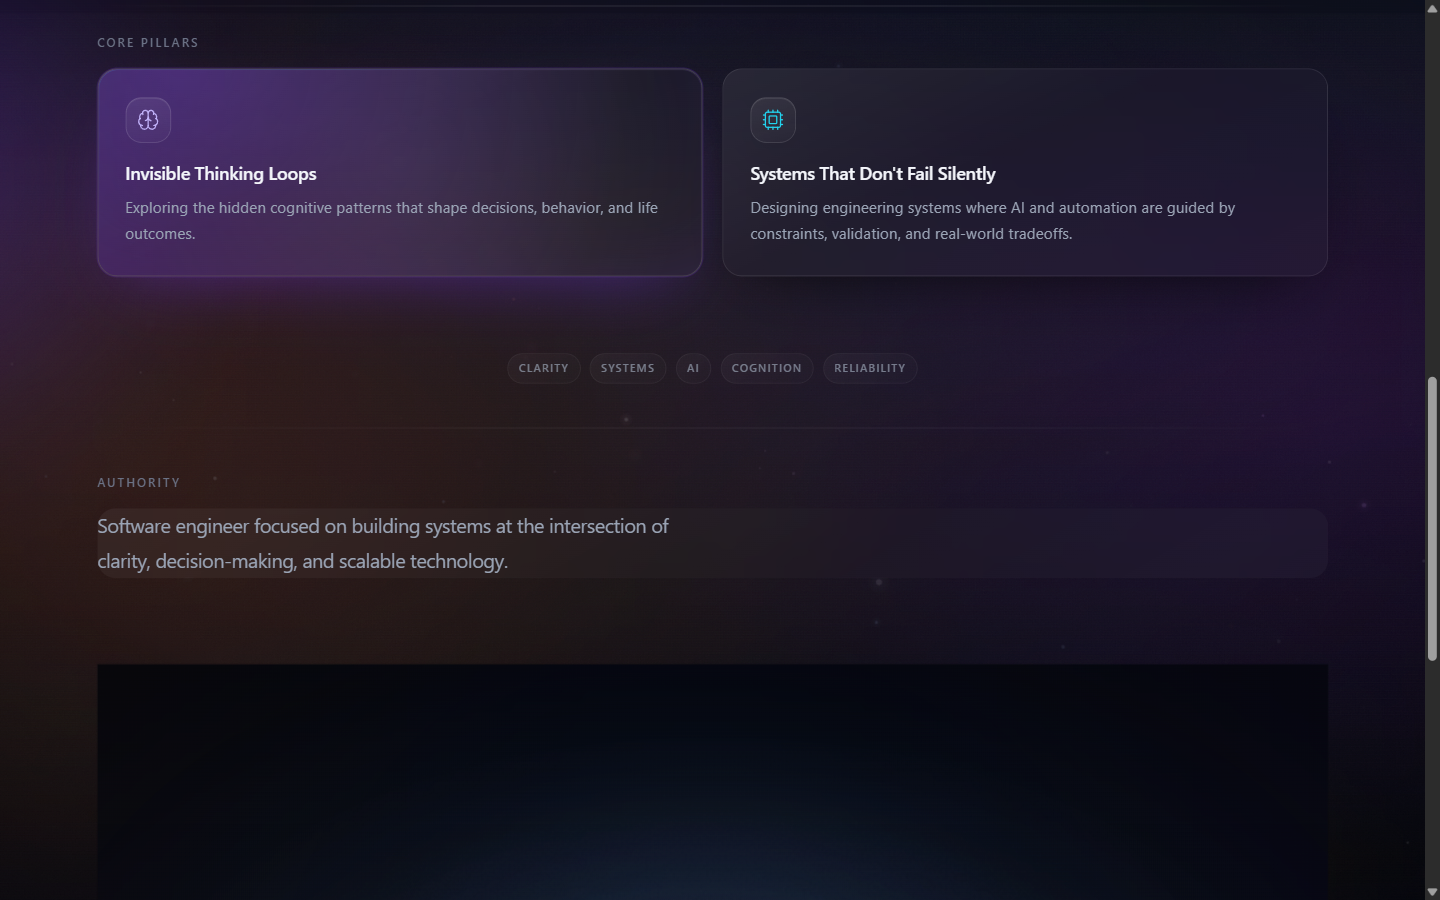 CORE PILLARS
Invisible Thinking Loops
Exploring the hidden cognitive patterns that shape decisions, behavior, and life
outcomes.
Systems That Don't Fail Silently
Designing engineering systems where AI and automation are guided by
constraints, validation, and real-world tradeoffs.
CLARITY SYSTEMS AI COGNITION RELIABILITY
AUTHORITY
Software engineer focused on building systems at the intersection of
clarity, decision-making, and scalable technology.